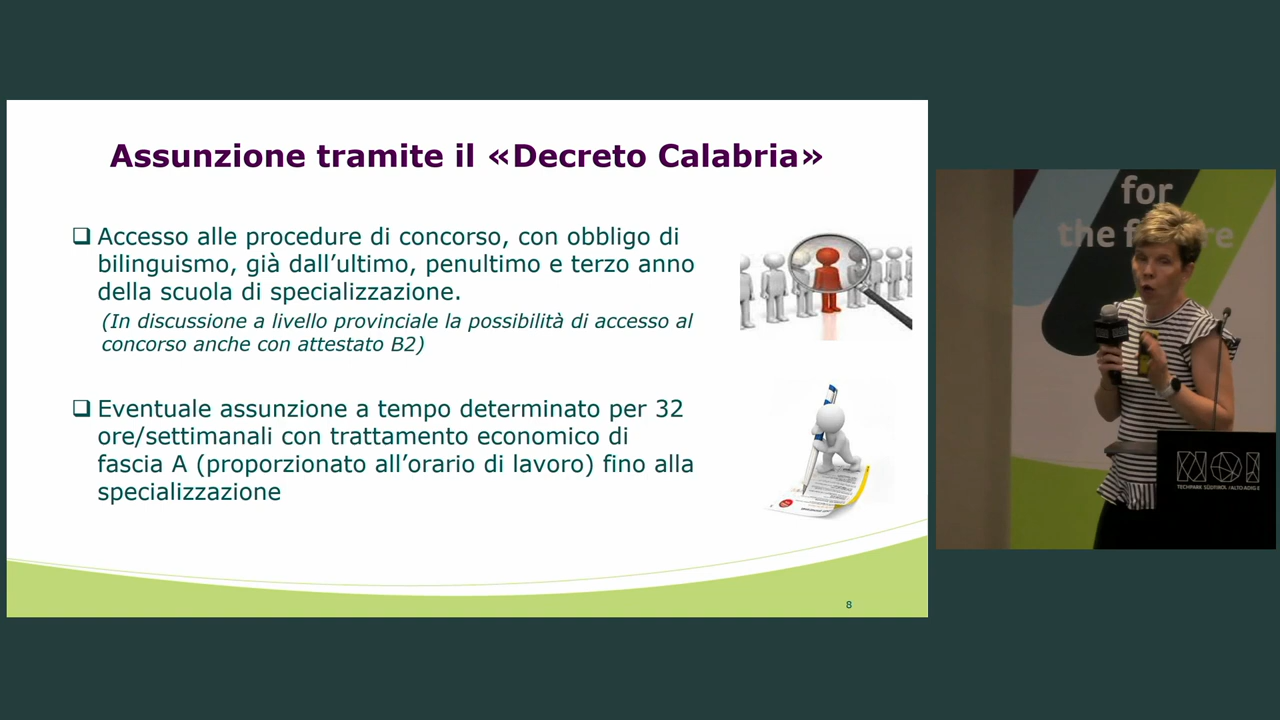 Assunzione tramite il «Decreto Calabria»
Accesso alle procedure di concorso, con obbligo di
bilinguismo, già dall’ultimo, penultimo e terzo anno
della scuola di specializzazione.
(In discussione a livello provinciale la possibilità di accesso al
concorso anche con attestato B2)
Eventuale assunzione a tempo determinato per 32
ore/settimanali con trattamento economico di
fascia A (proporzionato all’orario di lavoro) fino alla
specializzazione
8
for
the
NOI
TECHPARK SÜDTIROL/ALTO ADIGE